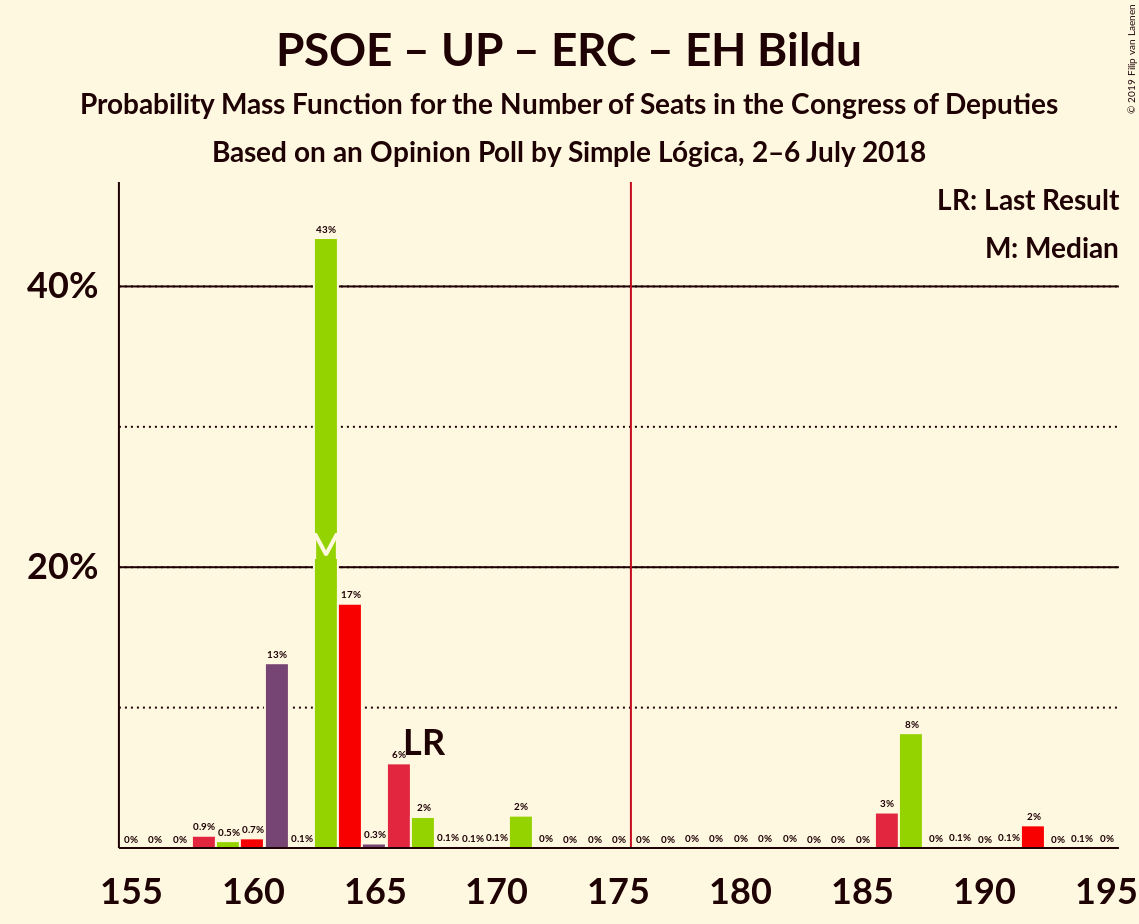 PSOE – UP – ERC – EH Bildu
Probability Mass Function for the Number of Seats in the Congress of Deputies
Based on an Opinion Poll by Simple Lógica, 2–6 July 2018
© 2019 Filip van Laenen
LR: Last Result
M: Median
40%
20%
0% 0% 0% 0.9% 0.5% 0.7% 13% 0.1% 43% 17% 0.3% 6% 2% 0.1% 0.1% 0.1% 2% 0% 0% 0% 0% 0% 0% 0% 0% 0% 0% 0% 0% 0% 0% 3% 8% 0% 0.1% 0% 0.1% 2% 0% 0.1% 0%
M
LR
155 160 165 170 175 180 185 190 195